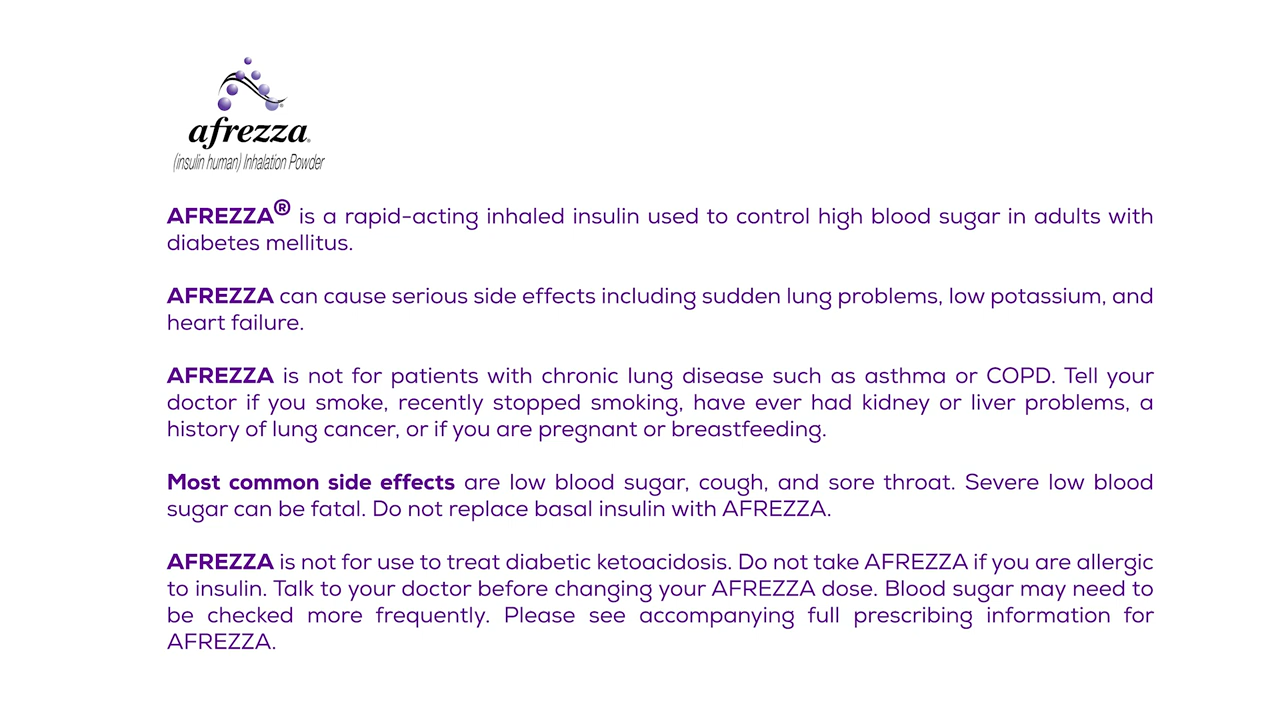 afrezza®
(insulin human) Inhalation Powder
AFREZZA® is a rapid-acting inhaled insulin used to control high blood sugar in adults with
diabetes mellitus.
AFREZZA can cause serious side effects including sudden lung problems, low potassium, and
heart failure.
AFREZZA is not for patients with chronic lung disease such as asthma or COPD. Tell your
doctor if you smoke, recently stopped smoking, have ever had kidney or liver problems, a
history of lung cancer, or if you are pregnant or breastfeeding.
Most common side effects are low blood sugar, cough, and sore throat. Severe low blood
sugar can be fatal. Do not replace basal insulin with AFREZZA.
AFREZZA is not for use to treat diabetic ketoacidosis. Do not take AFREZZA if you are allergic
to insulin. Talk to your doctor before changing your AFREZZA dose. Blood sugar may need to
be checked more frequently. Please see accompanying full prescribing information for
AFREZZA.